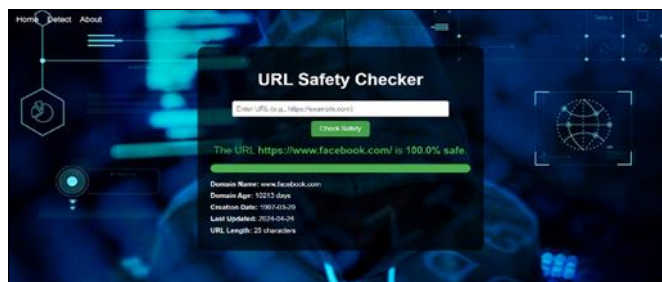 Home Detect About
URL Safety Checker
Enter URL (e.g., https://example.com)
Check Safety
The URL https://www.facebook.com/ is 100.0% safe.
Domain Name: www.facebook.com
Domain Age: 10213 days
Creation Date: 1997-03-29
Last Updated: 2024-04-24
URL Length: 25 characters